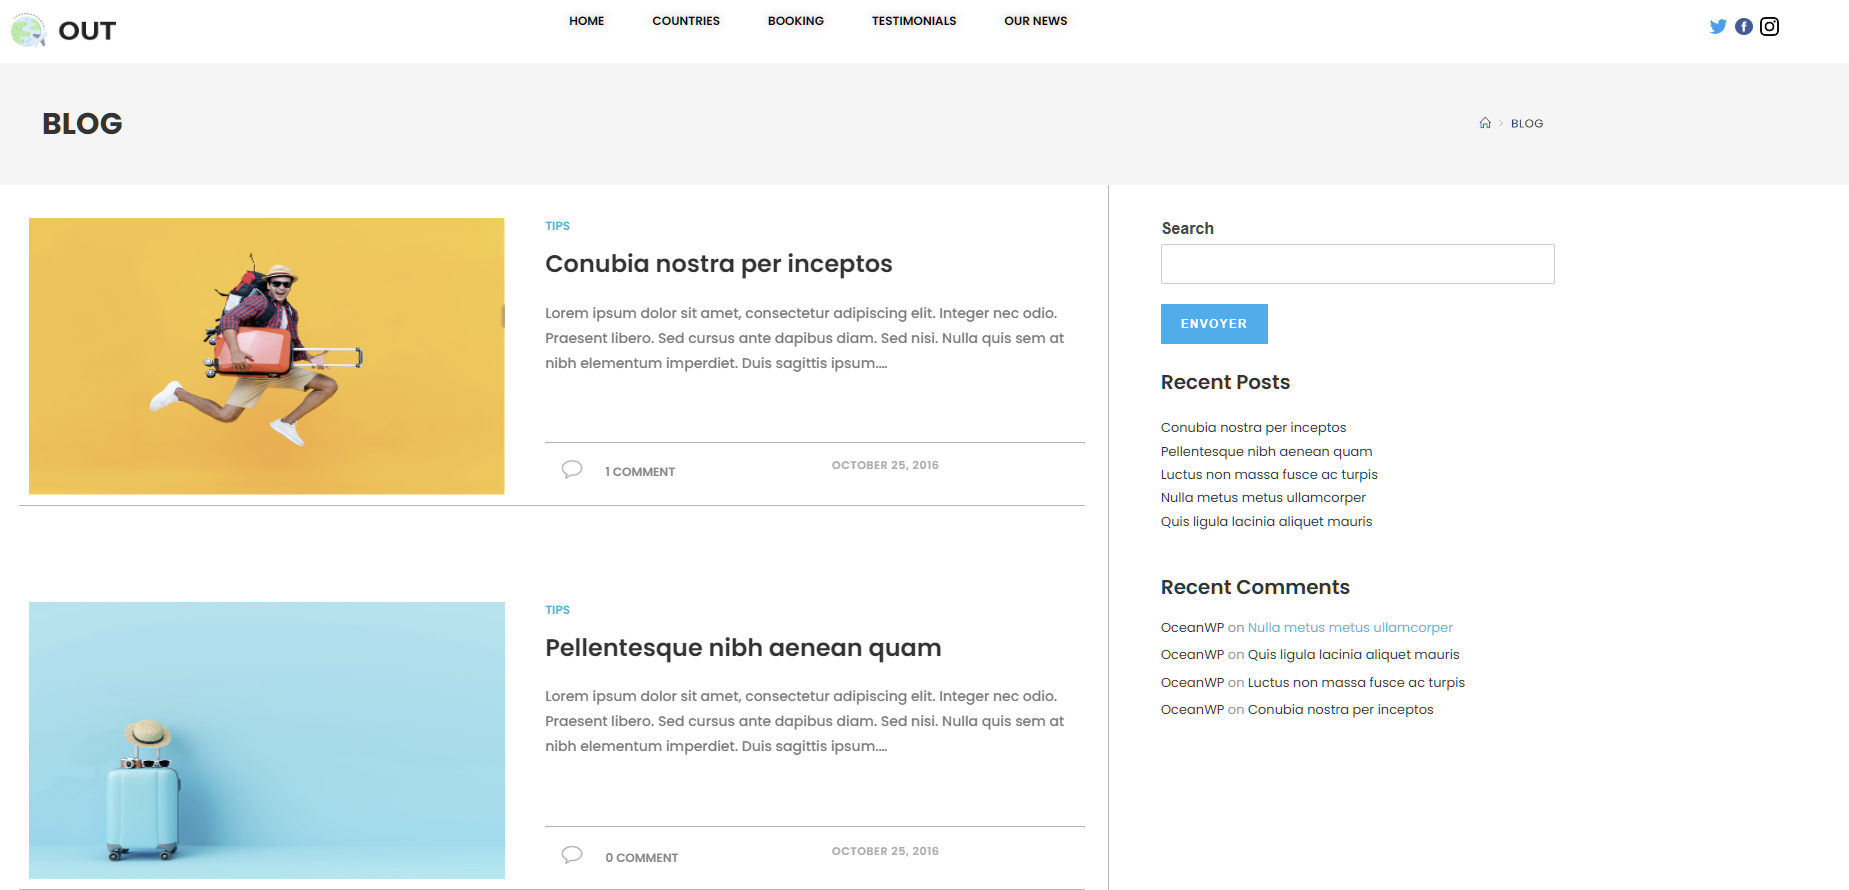 OUT
HOME COUNTRIES BOOKING TESTIMONIALS OUR NEWS
BLOG
> BLOG
TIPS
Conubia nostra per inceptos
Lorem ipsum dolor sit amet, consectetur adipiscing elit. Integer nec odio.
Praesent libero. Sed cursus ante dapibus diam. Sed nisi. Nulla quis sem at
nibh elementum imperdiet. Duis sagittis ipsum....
1 COMMENT
OCTOBER 25, 2016
TIPS
Pellentesque nibh aenean quam
Lorem ipsum dolor sit amet, consectetur adipiscing elit. Integer nec odio.
Praesent libero. Sed cursus ante dapibus diam. Sed nisi. Nulla quis sem at
nibh elementum imperdiet. Duis sagittis ipsum....
0 COMMENT
OCTOBER 25, 2016
Search
ENVOYER
Recent Posts
Conubia nostra per inceptos
Pellentesque nibh aenean quam
Luctus non massa fusce ac turpis
Nulla metus metus ullamcorper
Quis ligula lacinia aliquet mauris
Recent Comments
OceanWP on Nulla metus metus ullamcorper
OceanWP on Quis ligula lacinia aliquet mauris
OceanWP on Luctus non massa fusce ac turpis
OceanWP on Conubia nostra per inceptos